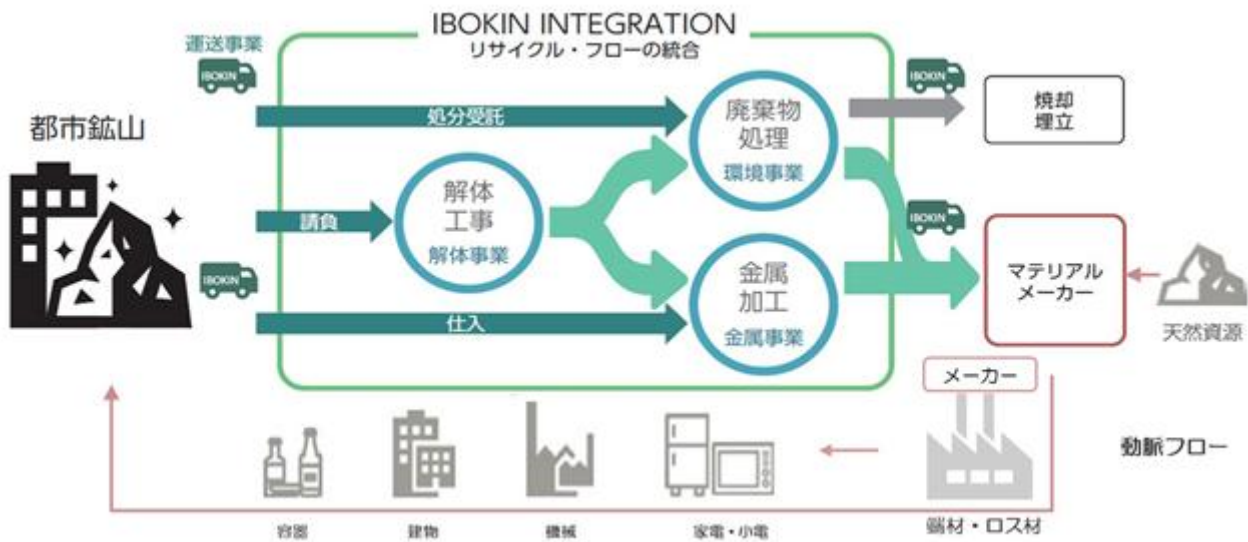 IBOKIN INTEGRATION
リサイクル・フローの統合
運送事業
IBOKIN
IBOKIN
都市鉱山
処分受託
廃棄物
処理
環境事業
焼却
埋立
請負
解体
工事
解体事業
IBOKIN
IBOKIN
仕入
金属
加工
金属事業
マテリアル
メーカー
天然資源
メーカー
動脈フロー
容器
建物
機械
家電・小電
端材・ロス材